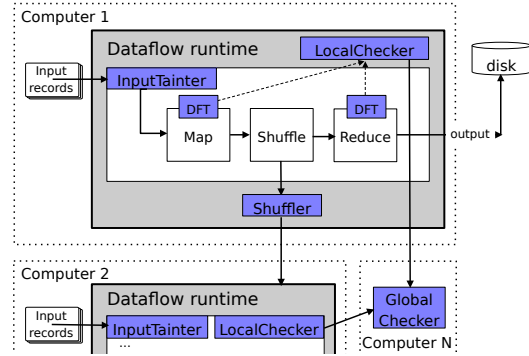 Computer 1
Dataflow runtime
LocalChecker
Input
records
InputTainter
disk
DFT
DFT
Map
Shuffle
Reduce
output
Shuffler
Computer 2
Dataflow runtime
Global
Checker
Input
records
InputTainter
LocalChecker
...
Computer N